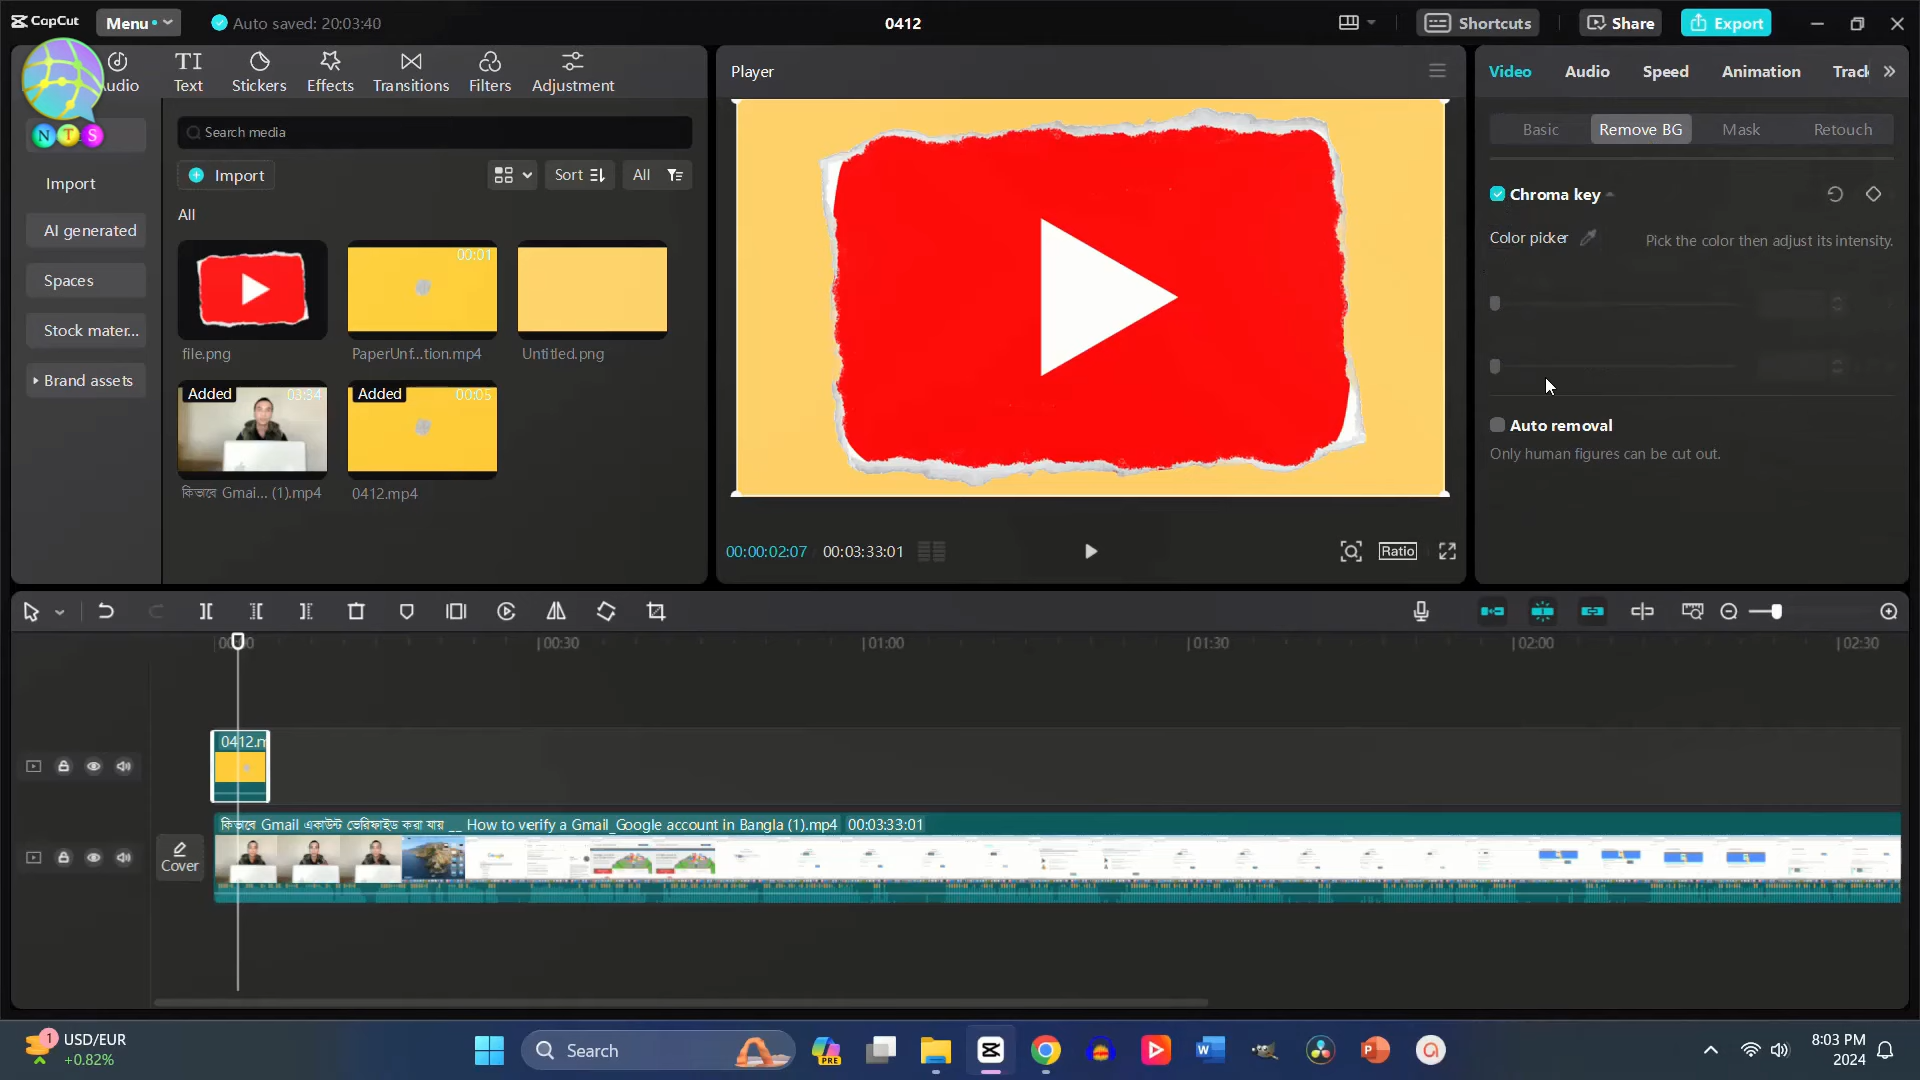 CapCut
Menu
Auto saved: 20:03:40
0412
Shortcuts
Share
Export
Text
Stickers
Effects
Transitions
Filters
Adjustment
N T S
Import
AI generated
Spaces
Stock mater...
Brand assets
Search media
Import
Sort
All
All
00:01
file.png
PaperUnf...tion.mp4
Untitled.png
Added
03:34
Added
00:05
কিভাবে Gmai... (1).mp4
0412.mp4
Player
00:00:02:07
00:03:33:01
Ratio
Video
Audio
Speed
Animation
Basic
Remove BG
Mask
Retouch
Chroma key
Color picker
Pick the color then adjust its intensity.
Auto removal
Only human figures can be cut out.
00:30
01:00
01:30
02:00
02:30
0412.m
কিভাবে Gmail একাউন্ট ভেরিফাইড করা যায় __ How to verify a Gmail_Google account in Bangla (1).mp4
00:03:33:01
Cover
1
USD/EUR
+0.82%
Search
PRE
8:03 PM
2024